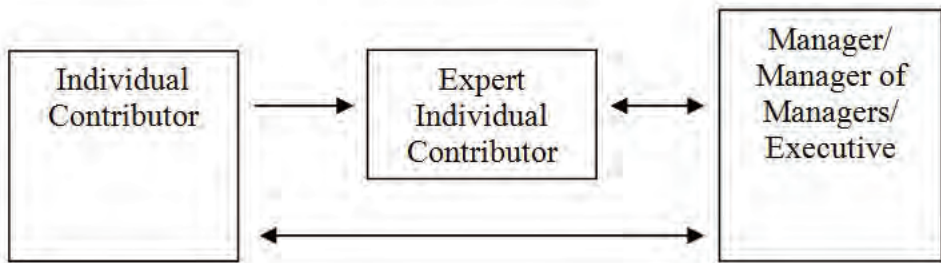 Individual
Contributor
Expert
Individual
Contributor
Manager/
Manager of
Managers/
Executive